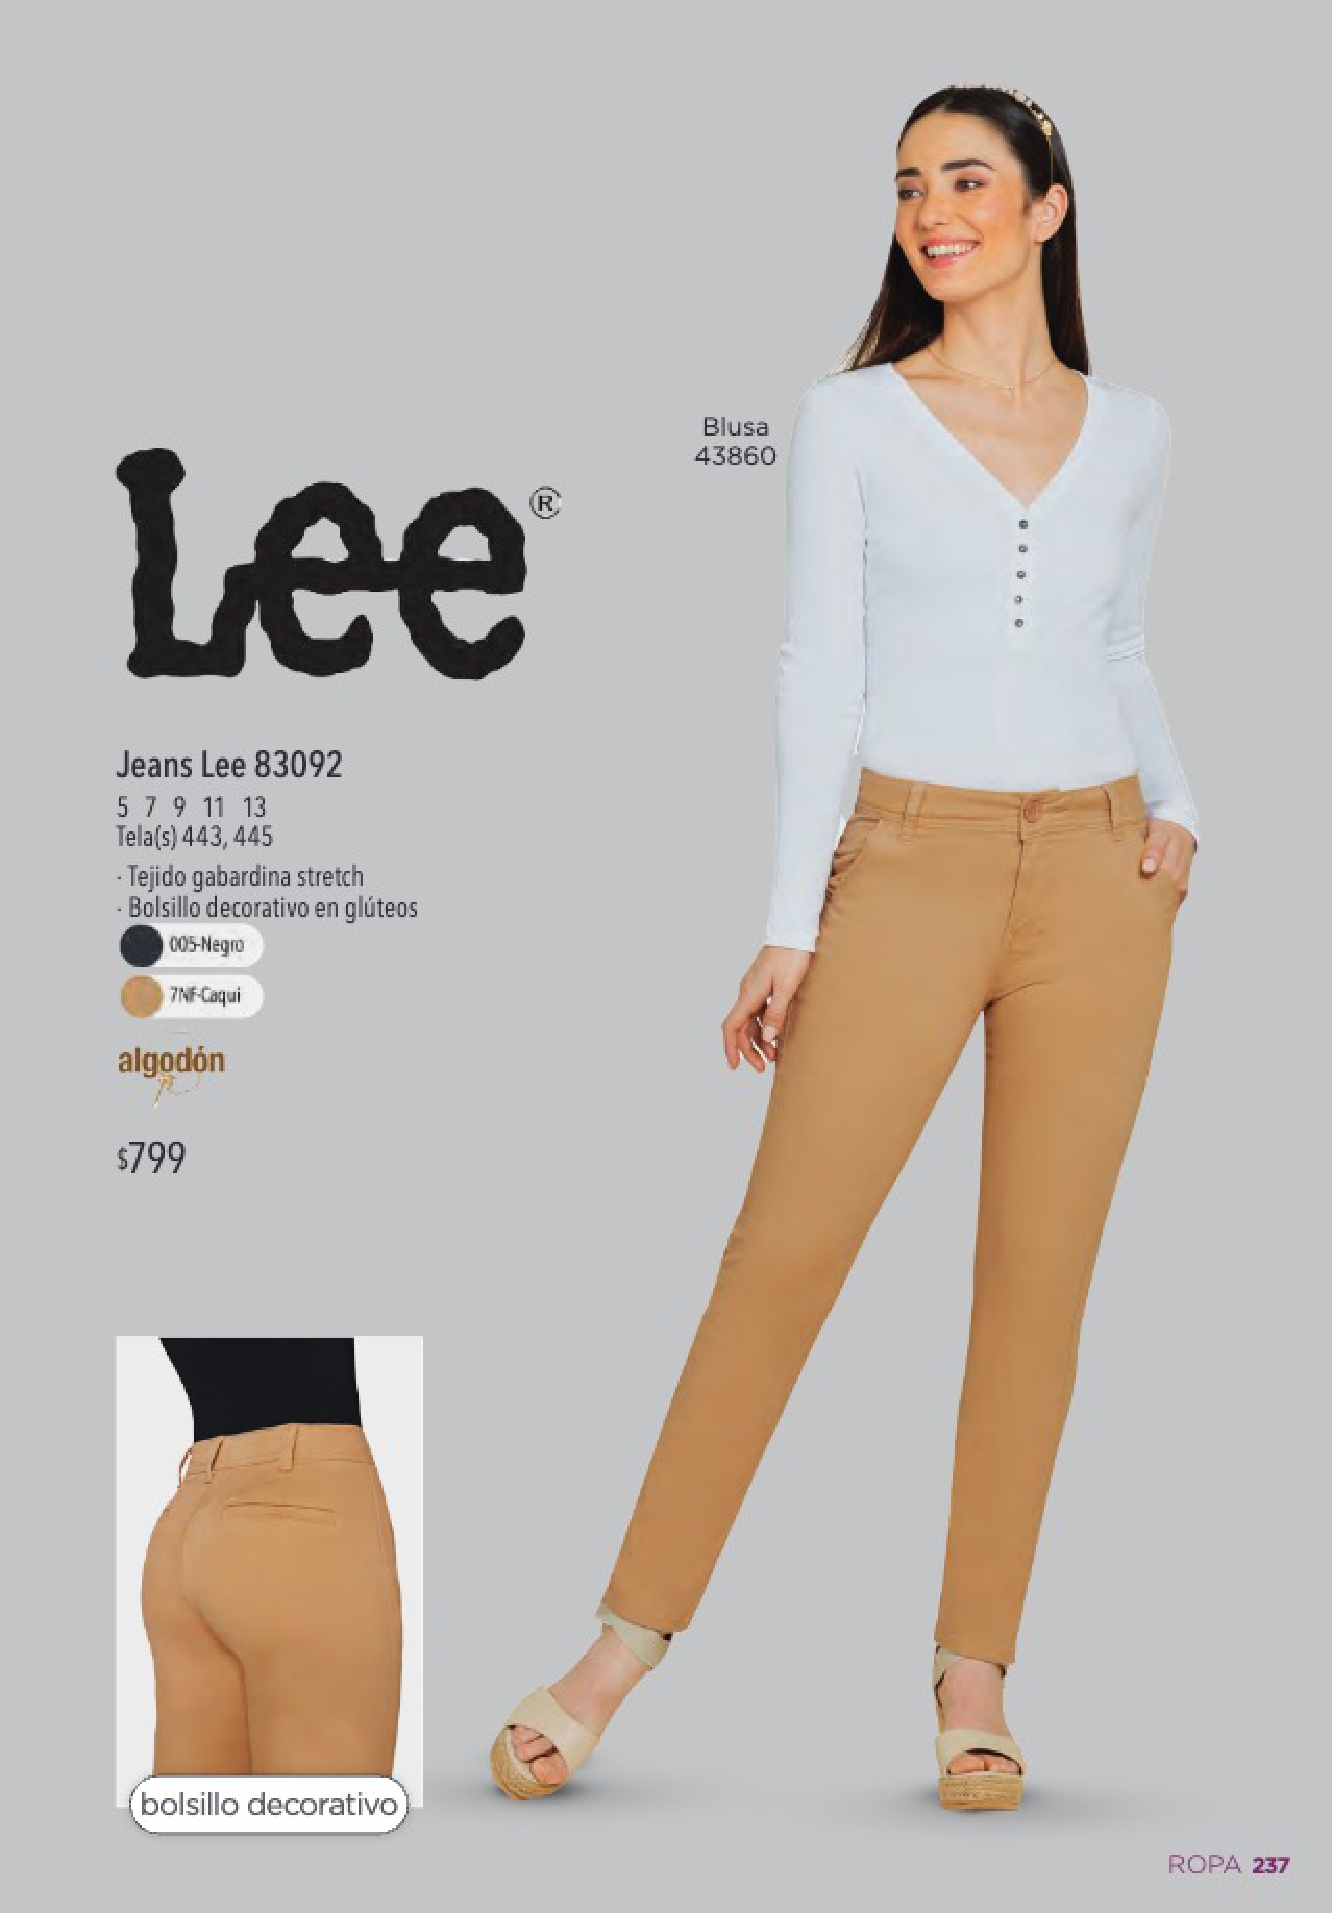 Blusa
43860
Lee®
Jeans Lee 83092
5 7 9 11 13
Tela(s) 443, 445
· Tejido gabardina stretch
· Bolsillo decorativo en glúteos
005-Negro
7NF-Caqui
algodón
$799
bolsillo decorativo
ROPA 237